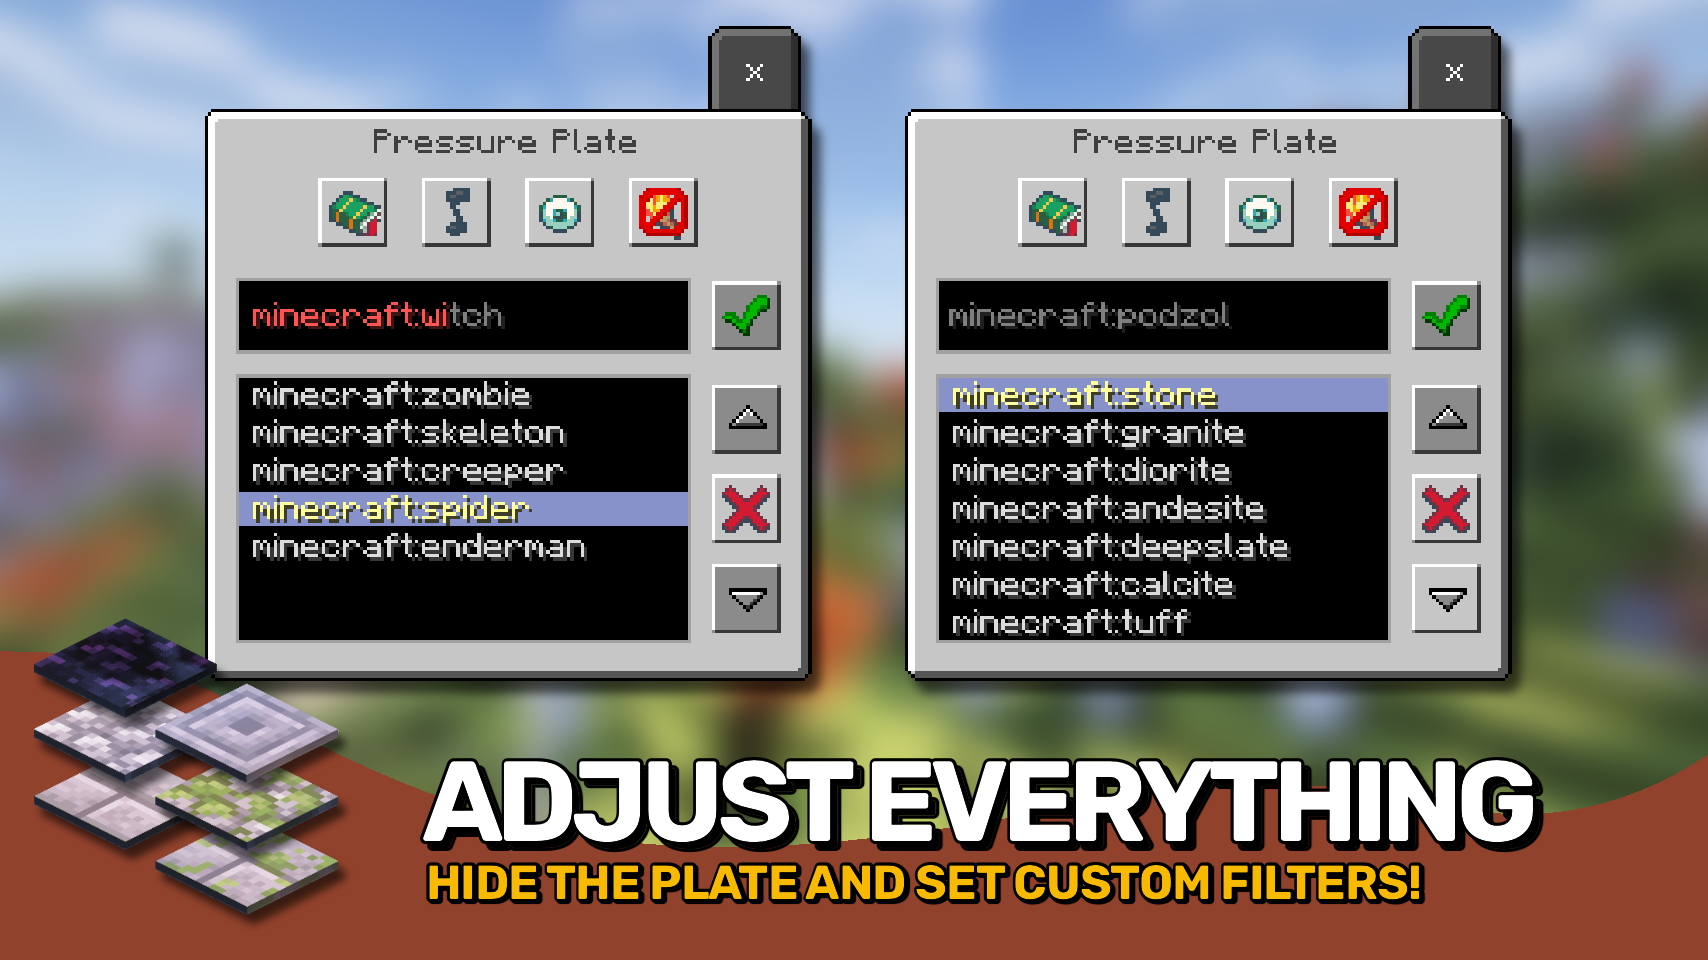 x
Pressure Plate
minecraft:witch
minecraft:zombie
minecraft:skeleton
minecraft:creeper
minecraft:spider
minecraft:enderman
x
Pressure Plate
minecraft:podzol
minecraft:stone
minecraft:granite
minecraft:diorite
minecraft:andesite
minecraft:deepslate
minecraft:calcite
minecraft:tuff
ADJUST EVERYTHING
HIDE THE PLATE AND SET CUSTOM FILTERS!